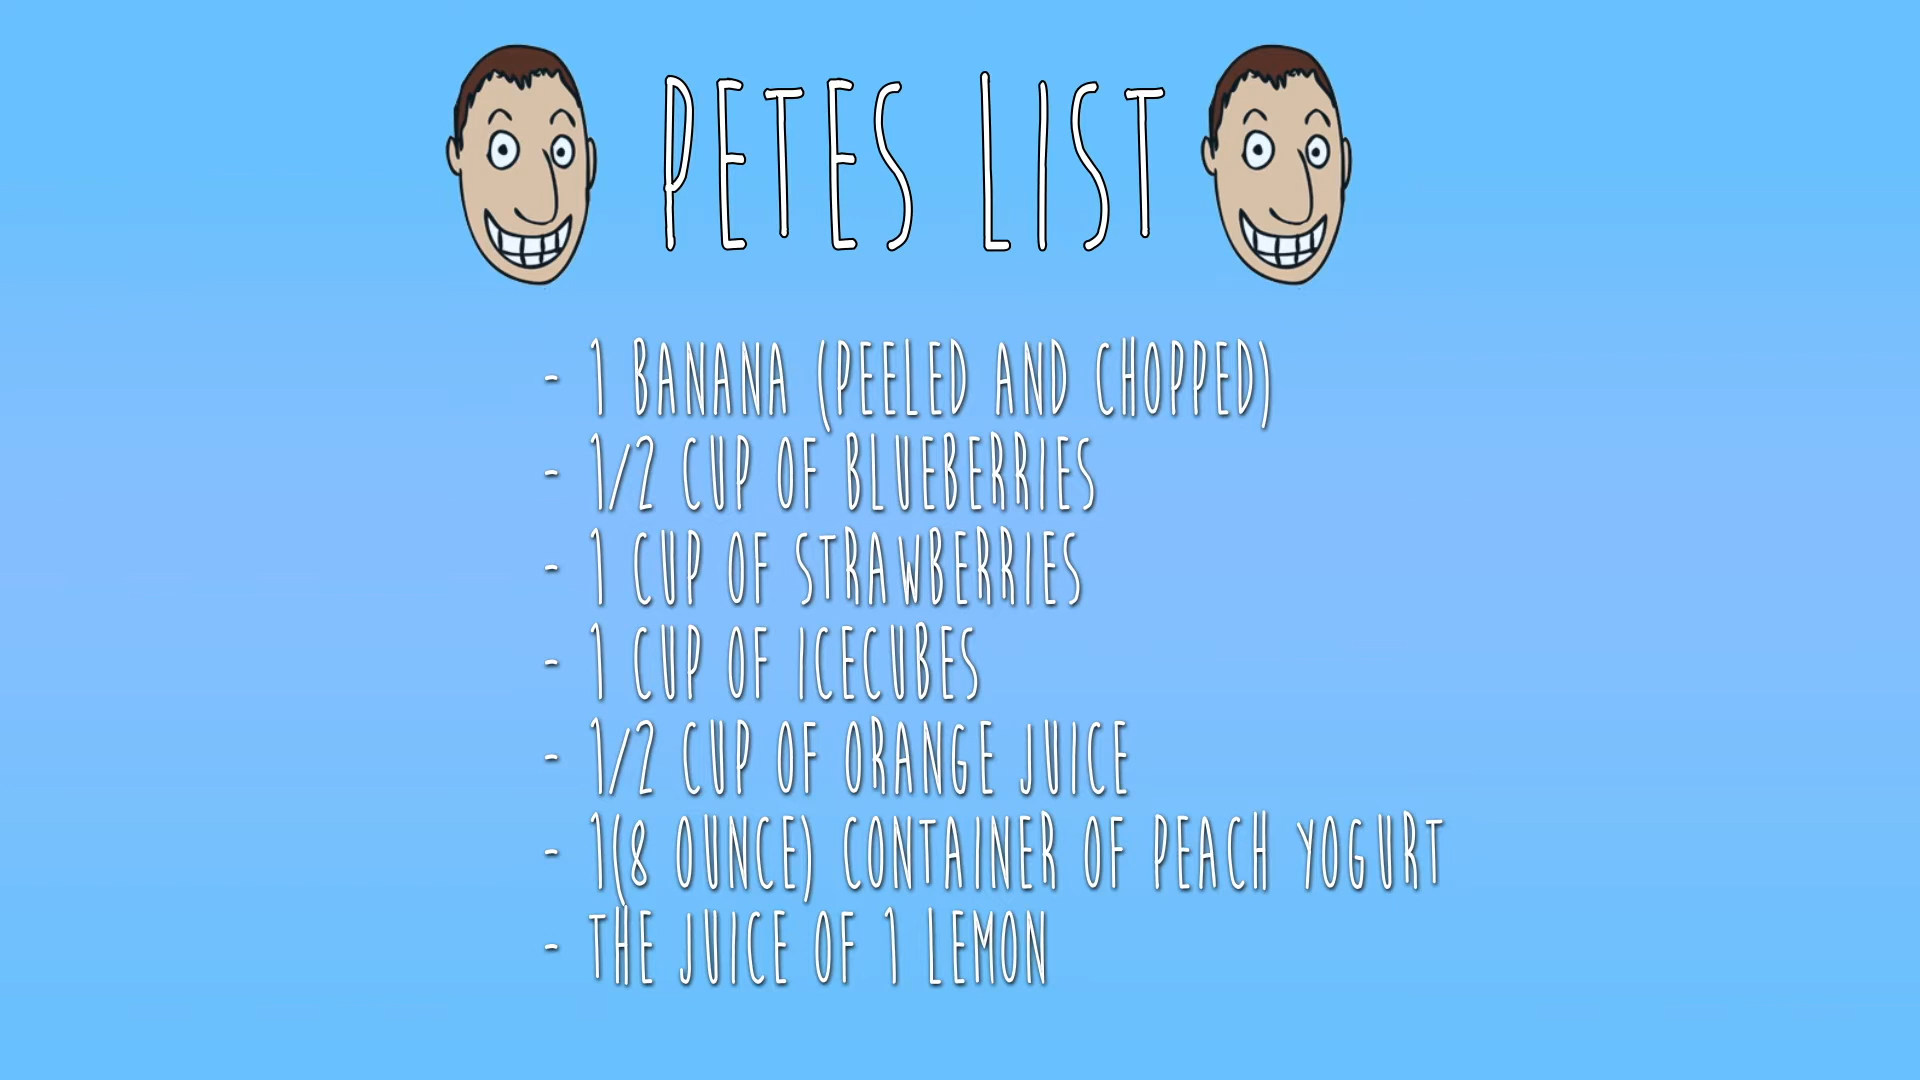 PETES LIST
- 1 BANANA (PEELED AND CHOPPED)
- 1/2 CUP OF BLUEBERRIES
- 1 CUP OF STRAWBERRIES
- 1 CUP OF ICECUBES
- 1/2 CUP OF ORANGE JUICE
- 1(8 OUNCE) CONTAINER OF PEACH YOGURT
- THE JUICE OF 1 LEMON